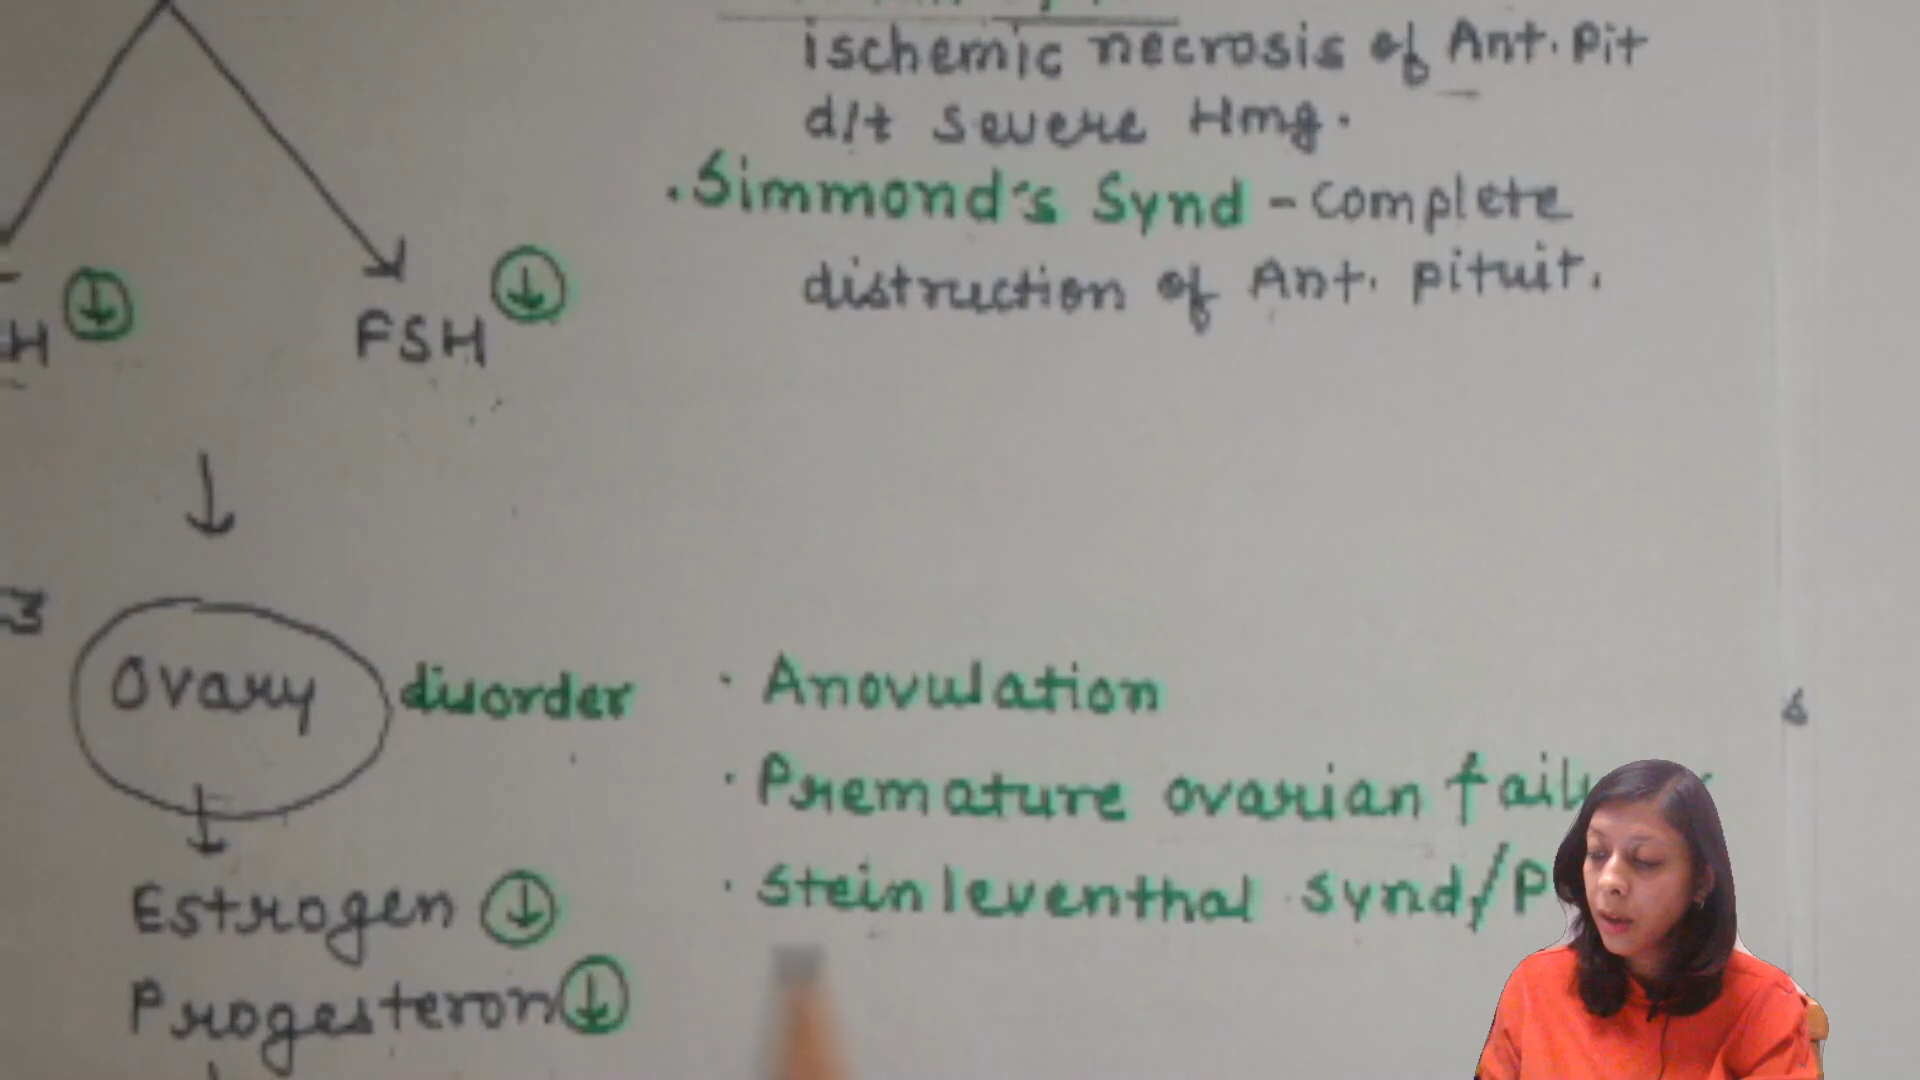 ischemic necrosis of Ant. Pit
d/t severe Hmg.
. Simmond's Synd - complete
distruction of Ant. pituit.
H ↓
FSH ↓
3
Ovary disorder
. Anovulation
. Premature ovarian
. Stein leventhal synd/P
Estrogen ↓
Progesteron ↓